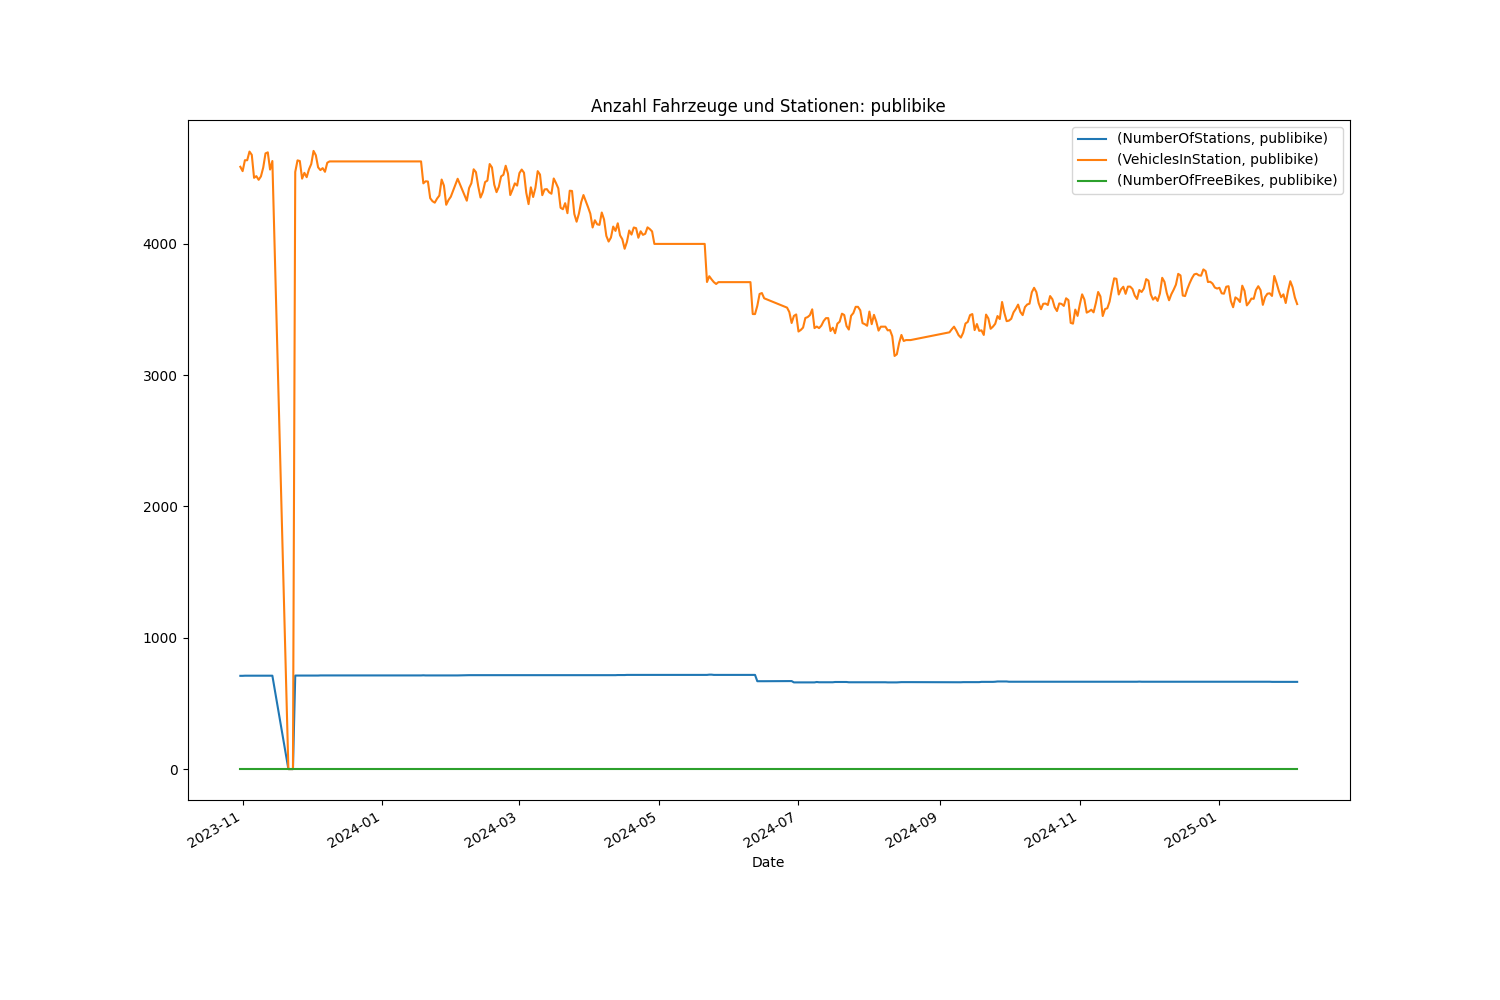 Anzahl Fahrzeuge und Stationen: publibike
(NumberOfStations, publibike)
(VehiclesInStation, publibike)
(NumberOfFreeBikes, publibike)
4000
3000
2000
1000
0
2023-11
2024-01
2024-03
2024-05
2024-07
2024-09
2024-11
2025-01
Date